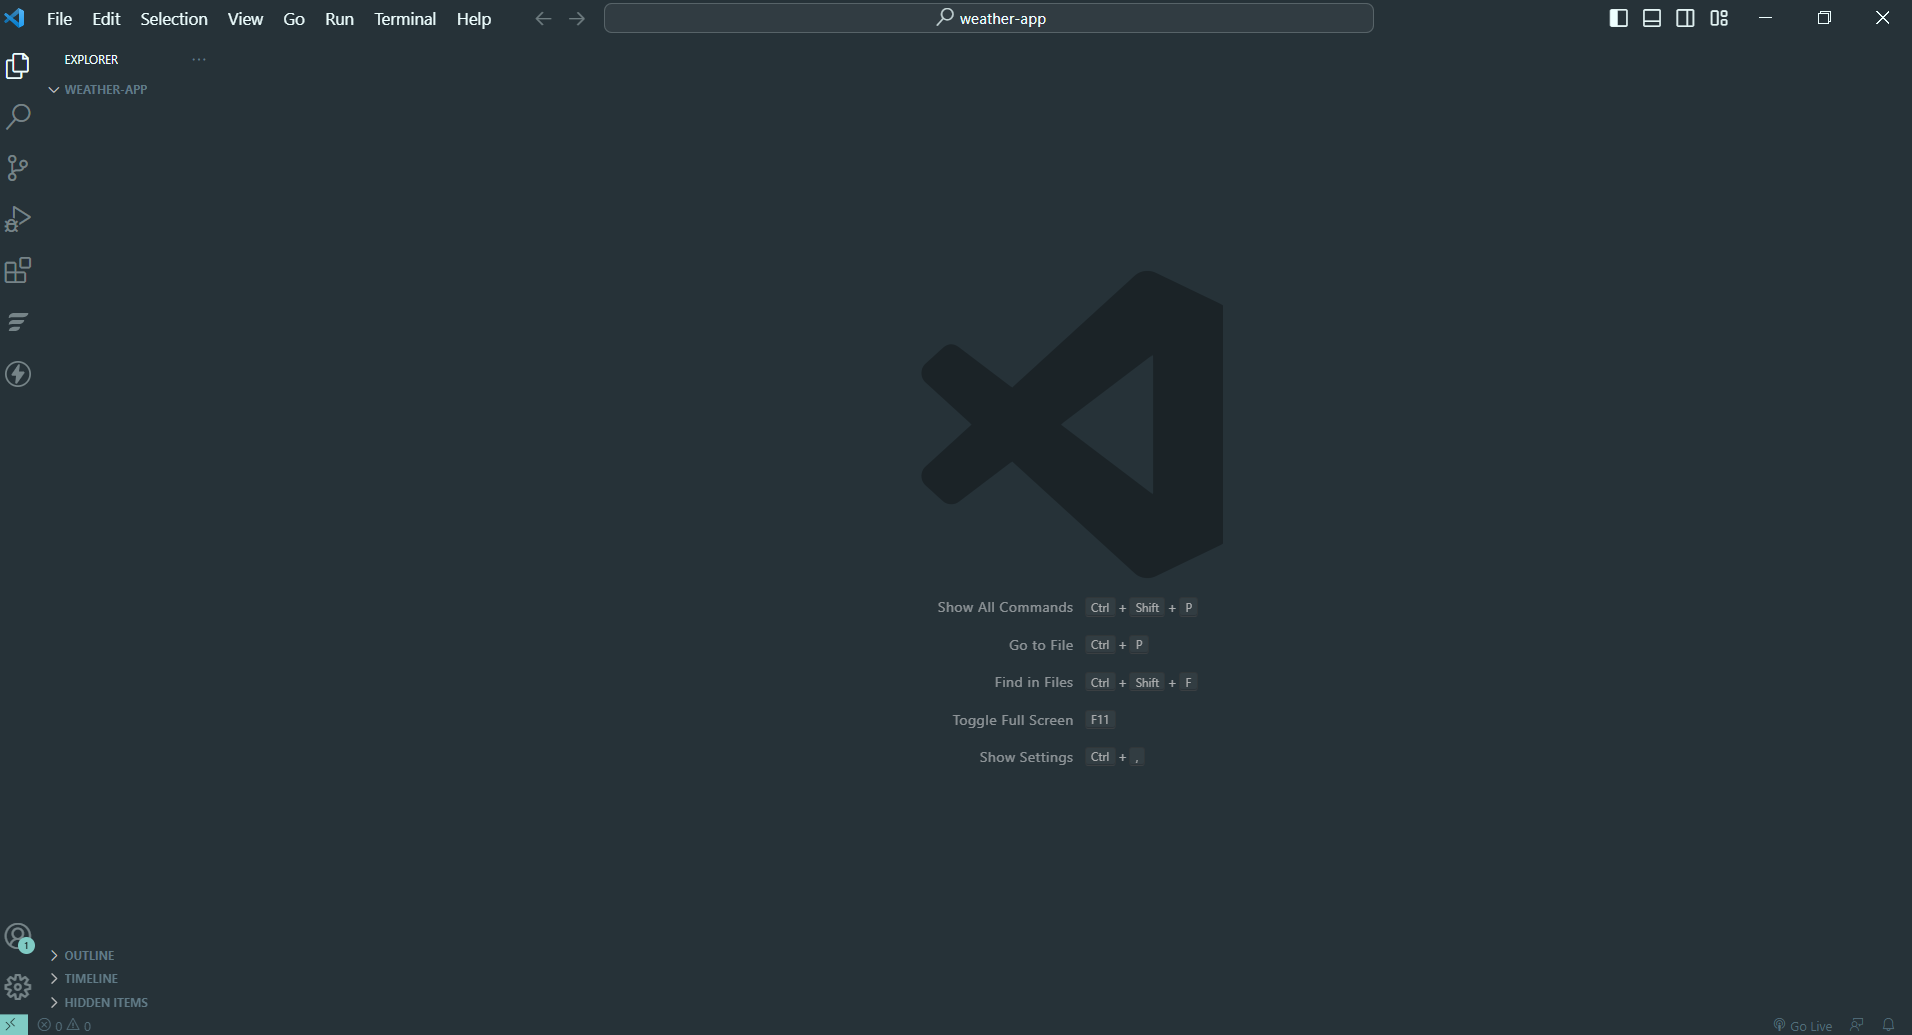 File Edit Selection View Go Run Terminal Help
weather-app
EXPLORER
WEATHER-APP
Show All Commands Ctrl + Shift + P
Go to File Ctrl + P
Find in Files Ctrl + Shift + F
Toggle Full Screen F11
Show Settings Ctrl + ,
1
OUTLINE
TIMELINE
HIDDEN ITEMS
0 0
Go Live